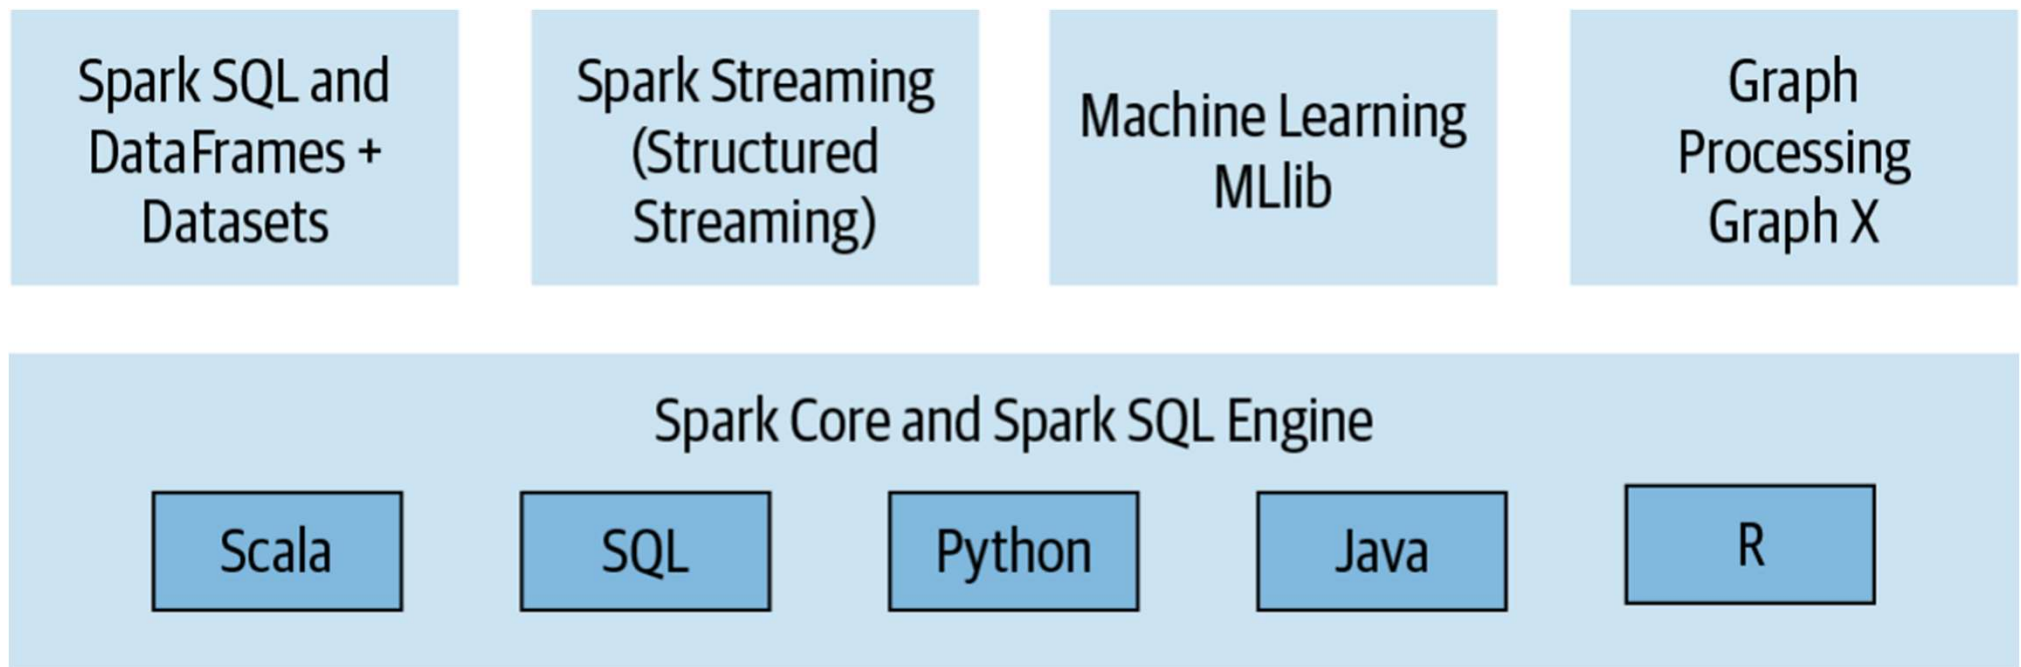 Spark SQL and
DataFrames +
Datasets
Spark Streaming
(Structured
Streaming)
Machine Learning
MLlib
Graph
Processing
Graph X
Spark Core and Spark SQL Engine
Scala
SQL
Python
Java
R